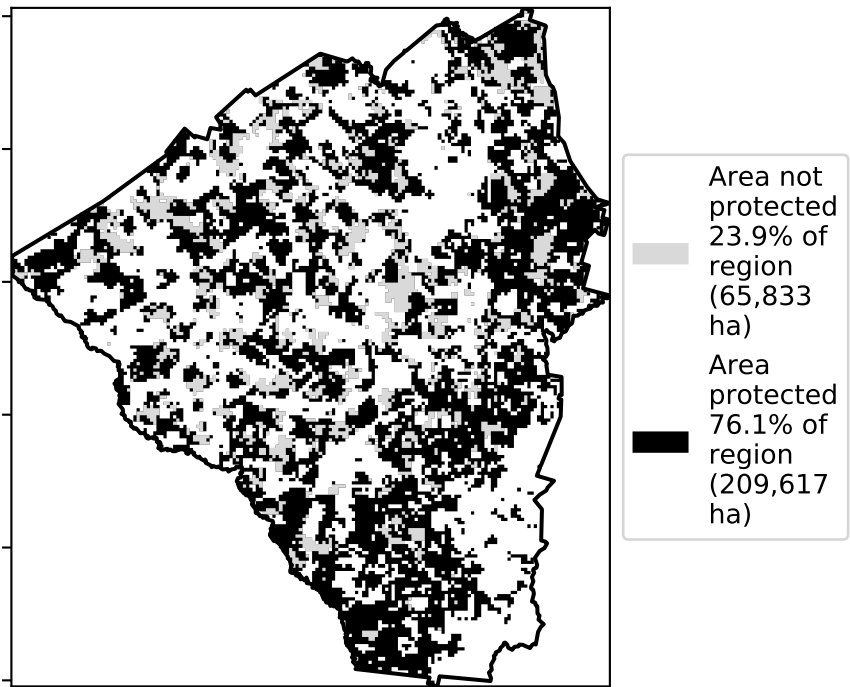 Area not
protected
23.9% of
region
(65,833
ha)
Area
protected
76.1% of
region
(209,617
ha)